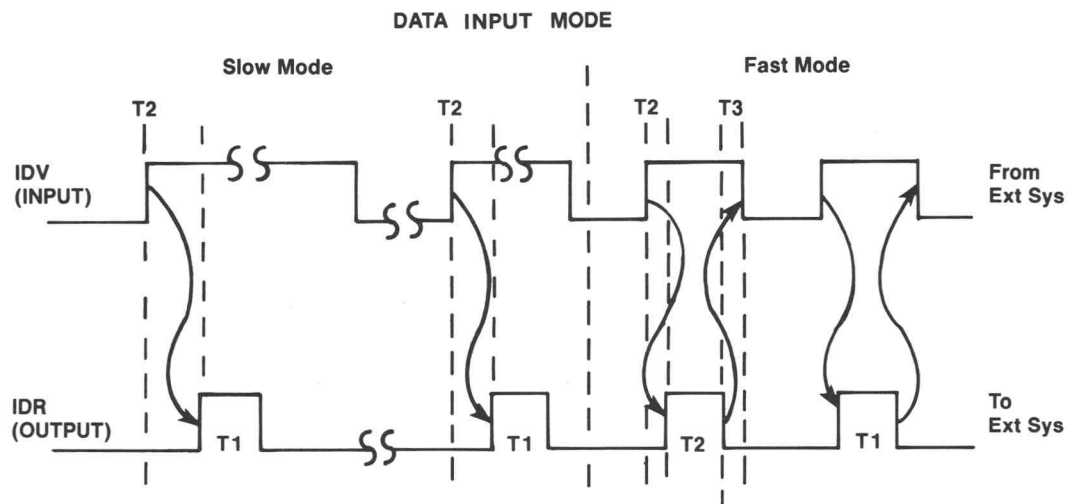 DATA INPUT MODE
Slow Mode
Fast Mode
T2
T2
T2
T3
IDV
(INPUT)
From
Ext Sys
IDR
(OUTPUT)
T1
T1
T2
T1
To
Ext Sys